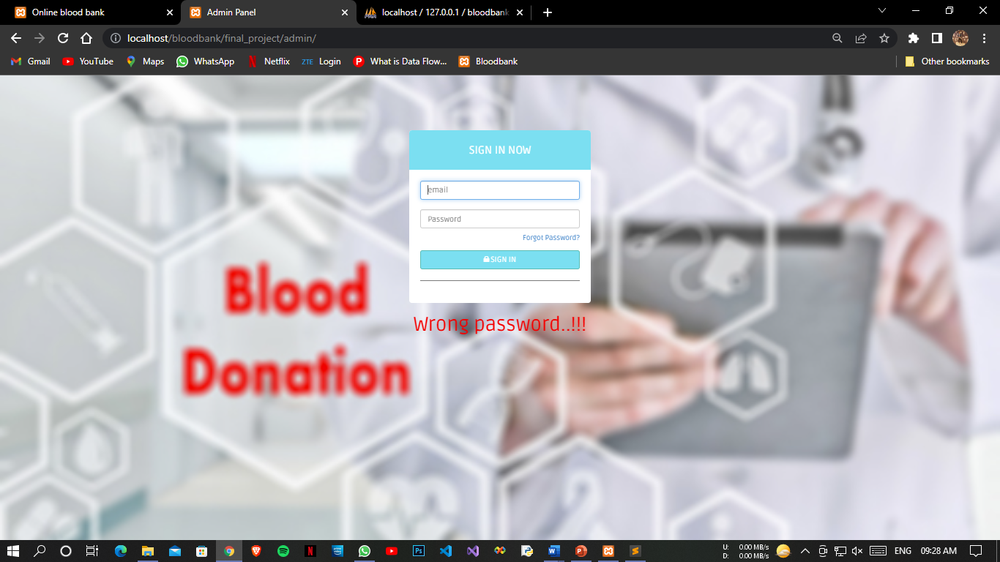 Online blood bank
Admin Panel
localhost / 127.0.0.1 / bloodbank
localhost/bloodbank/final_project/admin/
Gmail
YouTube
Maps
WhatsApp
Netflix
ZTE Login
What is Data Flow...
Bloodbank
Other bookmarks
SIGN IN NOW
email
Password
Forgot Password?
SIGN IN
Wrong password..!!!
Blood
Donation
U: 0.00 MB/s
D: 0.00 MB/s
ENG
09:28 AM